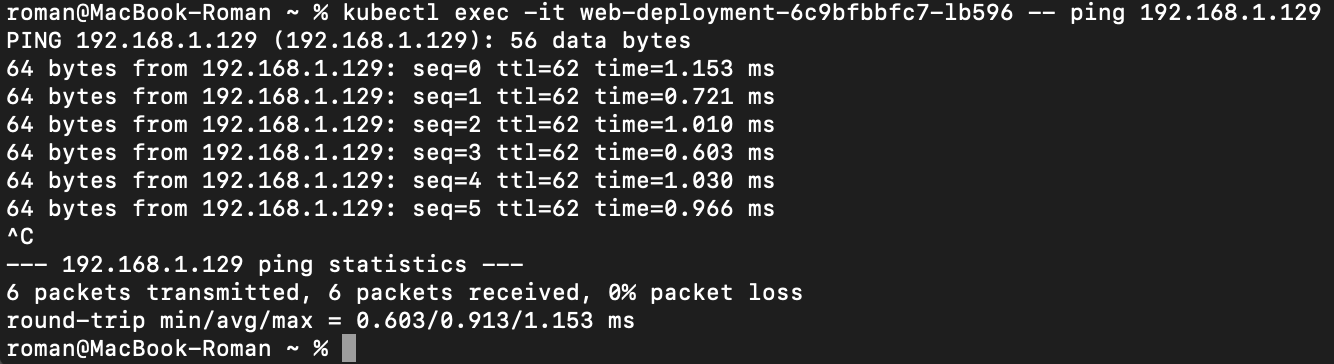 roman@MacBook-Roman ~ % kubectl exec -it web-deployment-6c9bfbbfc7-lb596 -- ping 192.168.1.129
PING 192.168.1.129 (192.168.1.129): 56 data bytes
64 bytes from 192.168.1.129: seq=0 ttl=62 time=1.153 ms
64 bytes from 192.168.1.129: seq=1 ttl=62 time=0.721 ms
64 bytes from 192.168.1.129: seq=2 ttl=62 time=1.010 ms
64 bytes from 192.168.1.129: seq=3 ttl=62 time=0.603 ms
64 bytes from 192.168.1.129: seq=4 ttl=62 time=1.030 ms
64 bytes from 192.168.1.129: seq=5 ttl=62 time=0.966 ms
^C
--- 192.168.1.129 ping statistics ---
6 packets transmitted, 6 packets received, 0% packet loss
round-trip min/avg/max = 0.603/0.913/1.153 ms
roman@MacBook-Roman ~ %